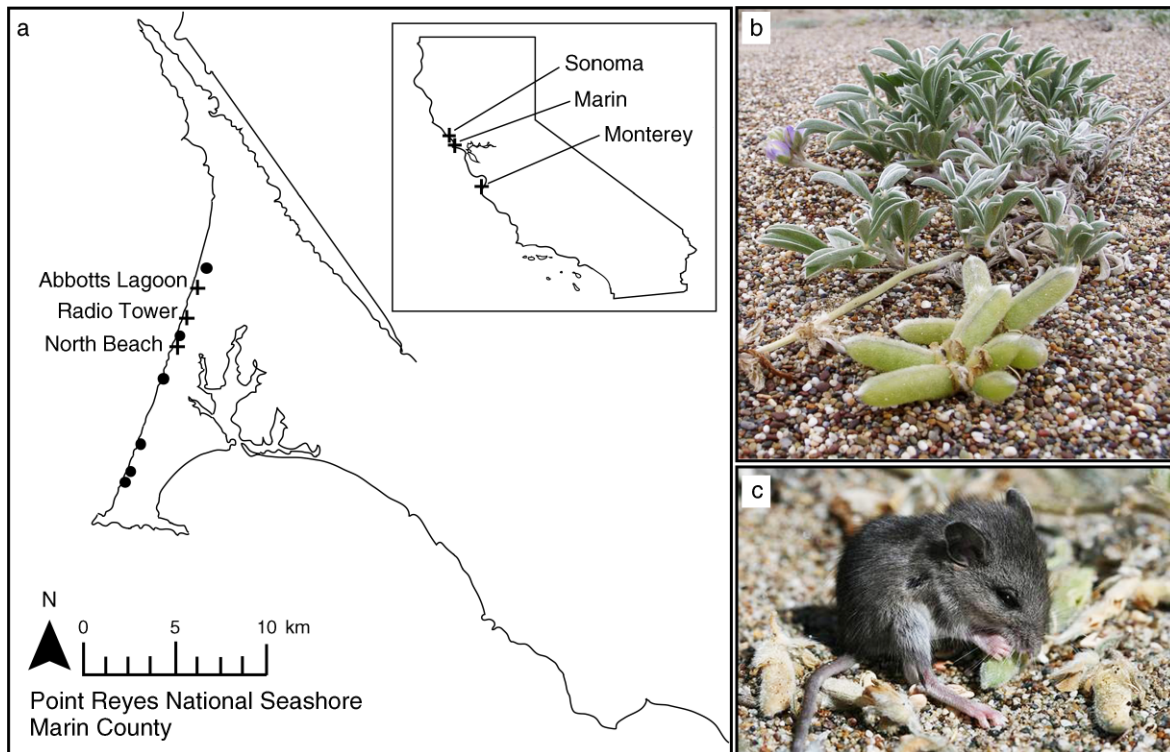 a
Sonoma
Marin
Monterey
Abbotts Lagoon
Radio Tower
North Beach
N
0 5 10 km
Point Reyes National Seashore
Marin County
b
c